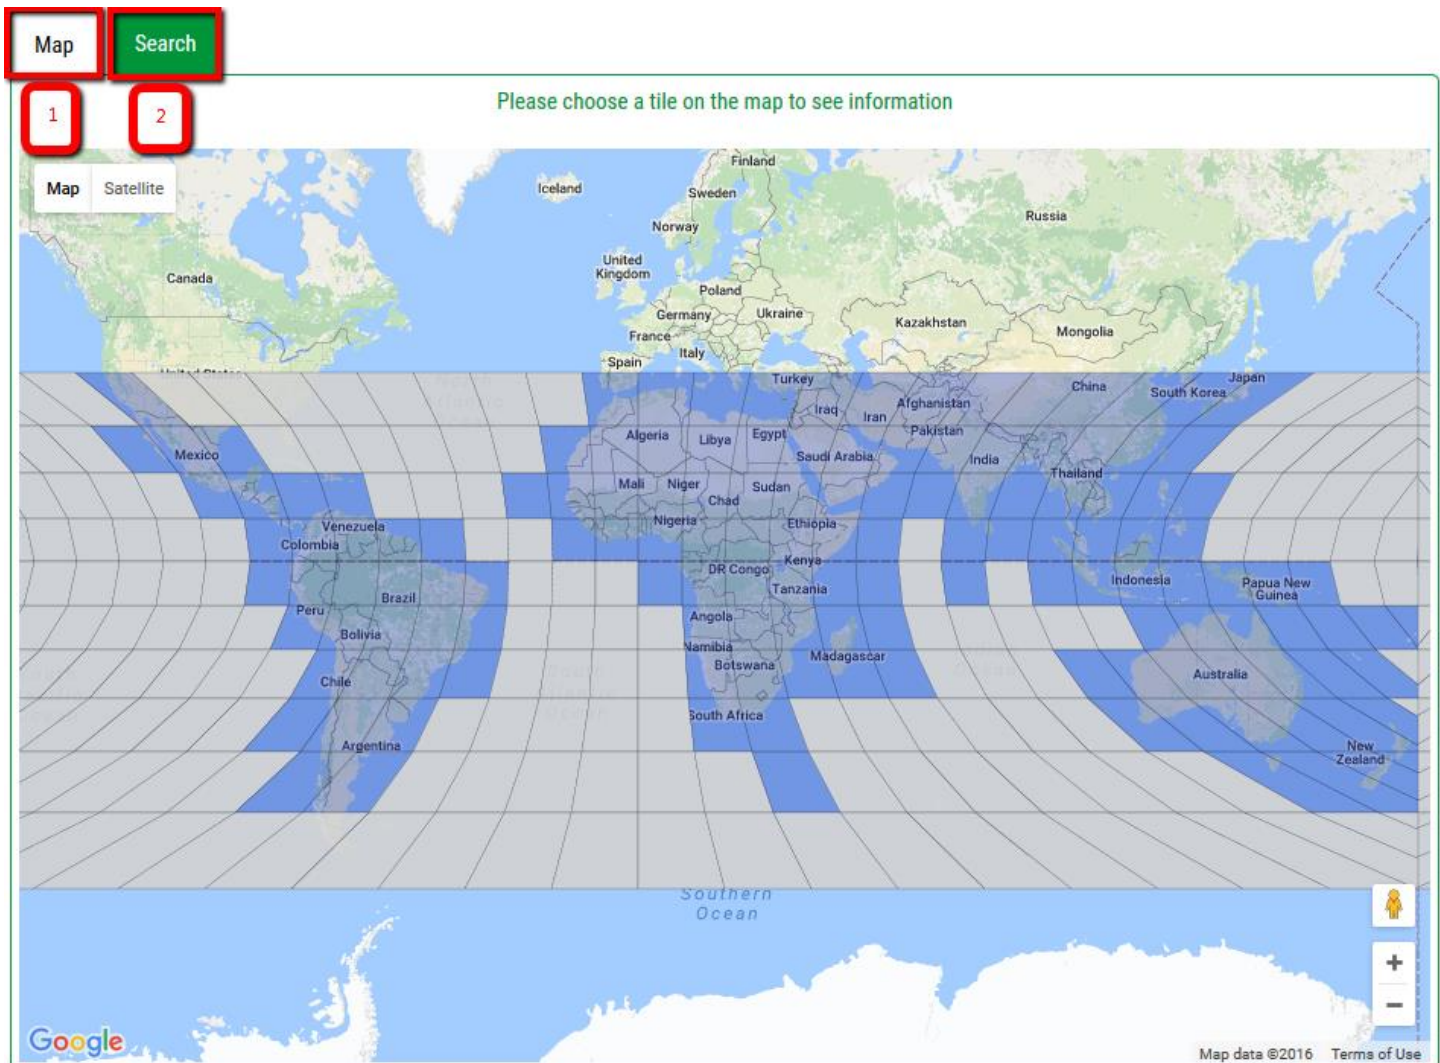 Map Search
1 2
Please choose a tile on the map to see information
Map Satellite
Finland
Iceland
Sweden
Russia
Norway
United
Kingdom
Canada
Poland
Germany
Ukraine
Kazakhstan
Mongolia
France
Italy
Spain
United States
Turkey
Japan
China
South Korea
Afghanistan
Iraq
Iran
Algeria
Libya
Egypt
Pakistan
Mexico
Saudi Arabia
India
Thailand
Mali
Niger
Sudan
Chad
Venezuela
Nigeria
Ethiopia
Colombia
Kenya
DR Congo
Indonesia
Tanzania
Papua New
Guinea
Brazil
Peru
Angola
Bolivia
Namibia
Madagascar
Botswana
Australia
Chile
South Africa
Argentina
New
Zealand
Southern
Ocean
+
−
Google
Map data ©2016 Terms of Use